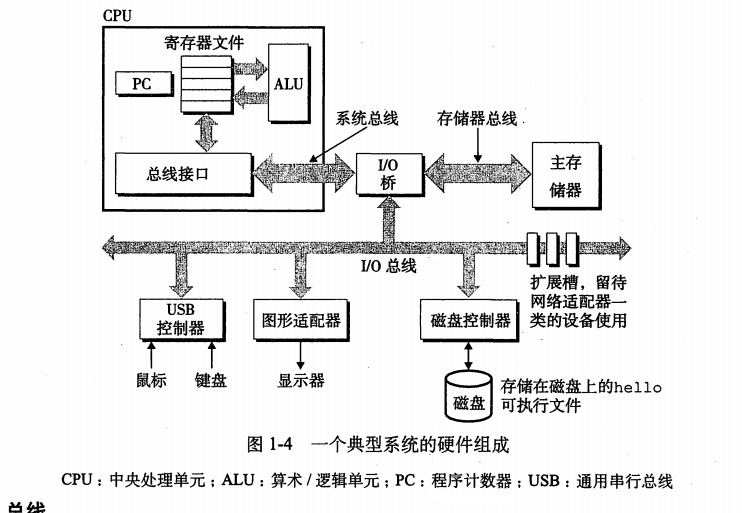 CPU
寄存器文件
PC
ALU
系统总线
存储器总线
总线接口
I/O
桥
主存
储器
I/O 总线
扩展槽，留待
网络适配器一
类的设备使用
USB
控制器
图形适配器
磁盘控制器
鼠标
键盘
显示器
磁盘
存储在磁盘上的hello
可执行文件
图 1-4 一个典型系统的硬件组成
CPU：中央处理单元；ALU：算术/逻辑单元；PC：程序计数器；USB：通用串行总线
总线